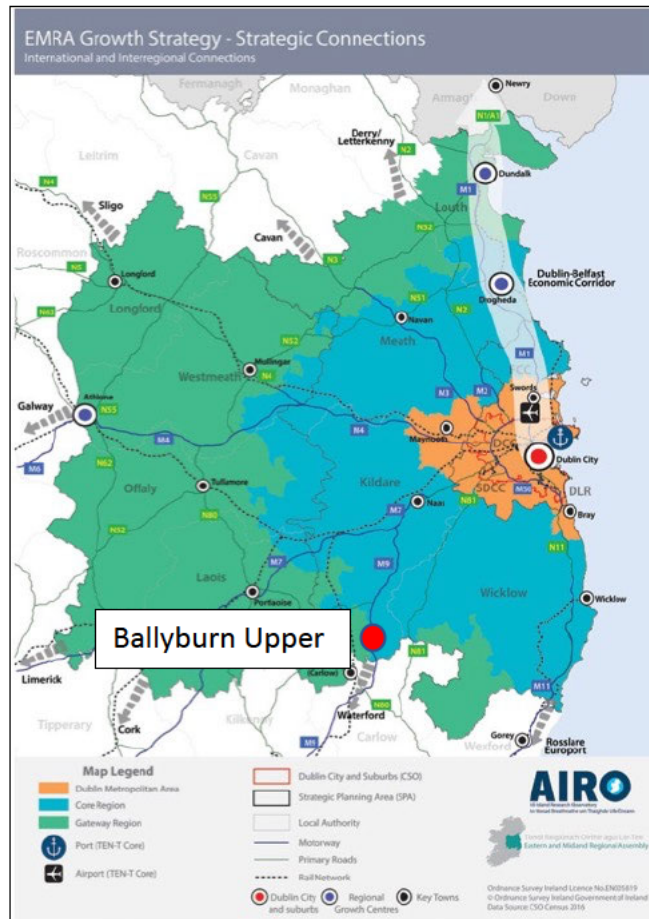 EMRA Growth Strategy - Strategic Connections
International and Interregional Connections
Fermanagh
Monaghan
Armagh
Down
Newry
N1/A1
Derry/
Letterkenny
N2
Leitrim
Cavan
Dundalk
N4
Sligo
N55
M1
Louth
Cavan
N52
Roscommon
N3
N5
Longford
Dublin-Belfast
Economic Corridor
Drogheda
N51
Longford
N2
N63
Navan
Meath
N52
M1
Mullingar
Westmeath
N4
N3
M2
Swords
Galway
N55
Athlone
N4
Maynooth
M4
Dublin City
M6
Kildare
N62
Tullamore
SDCC
M50
DLR
Offaly
Naas
N81
Bray
N80
M7
N52
N11
M7
M9
Laois
Wicklow
Portlaoise
Wicklow
Ballyburn Upper
N81
(Carlow)
Limerick
M11
Waterford
Cork
N80
Tipperary
Kilkenny
Carlow
Gorey
Wexford
Rosslare
Europort
Map Legend
Dublin Metropolitan Area
Core Region
Gateway Region
Port (TEN-T Core)
Airport (TEN-T Core)
Dublin City and Suburbs (CSO)
Strategic Planning Area (SPA)
Local Authority
Motorway
Primary Roads
Rail Network
Dublin City
and suburbs
Regional
Growth Centres
Key Towns
AIRO
Eastern and Midland Regional Assembly
Ordnance Survey Ireland Licence No.EN005819
© Ordnance Survey Ireland Government of Ireland
Data Source: CSO Census 2016